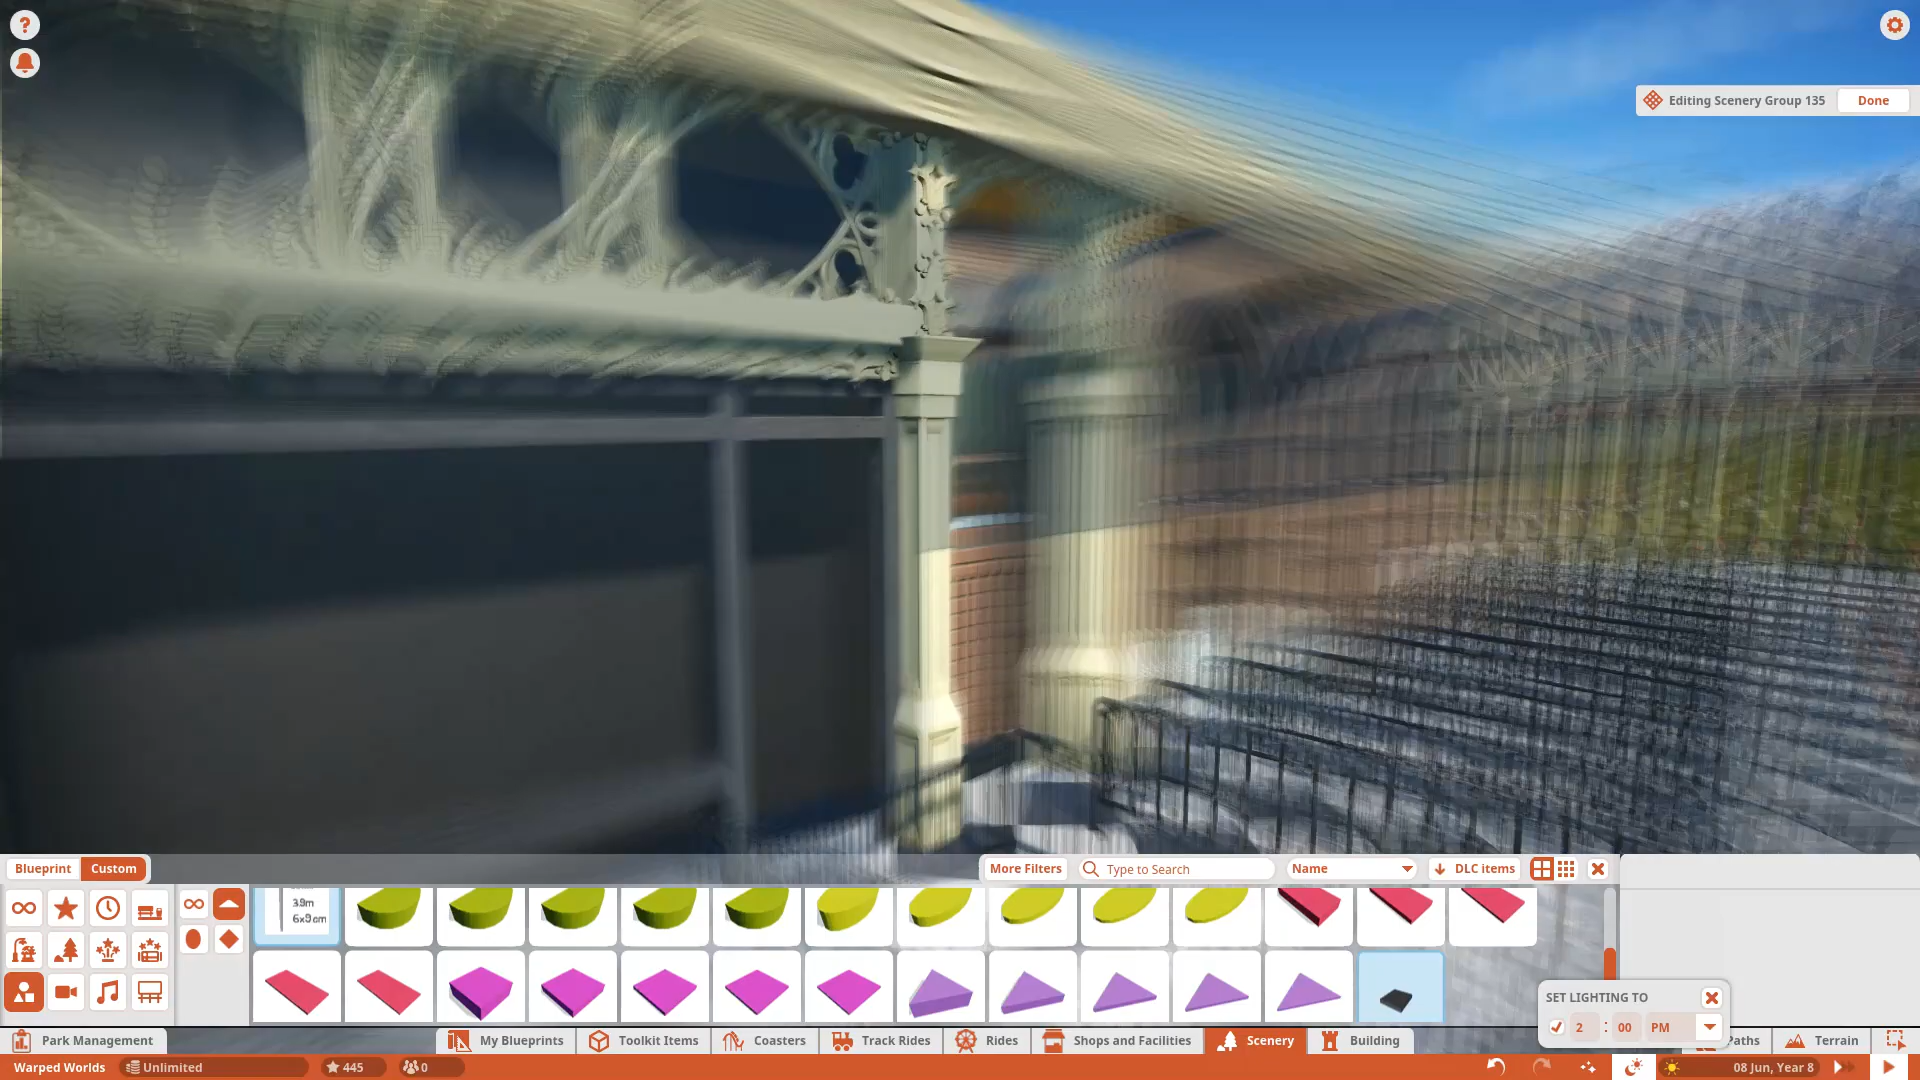 ?
Editing Scenery Group 135
Done
Blueprint
Custom
More Filters
Type to Search
Name
DLC items
3.9m
6x9cm
SET LIGHTING TO
2 : 00 PM
Park Management
My Blueprints
Toolkit Items
Coasters
Track Rides
Rides
Shops and Facilities
Scenery
Building
Paths
Terrain
Warped Worlds
Unlimited
445
0
08 Jun, Year 8